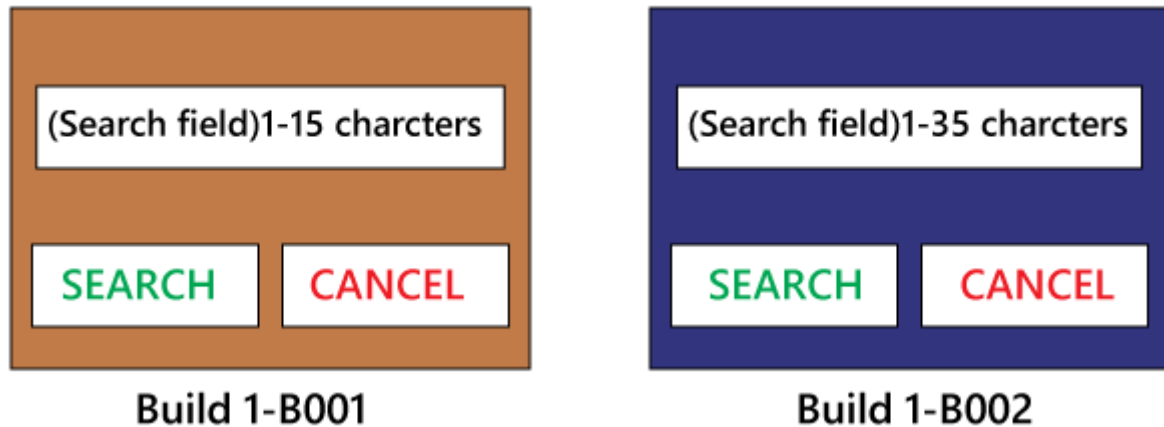 (Search field)1-15 charcters
SEARCH
CANCEL
Build 1-B001
(Search field)1-35 charcters
SEARCH
CANCEL
Build 1-B002